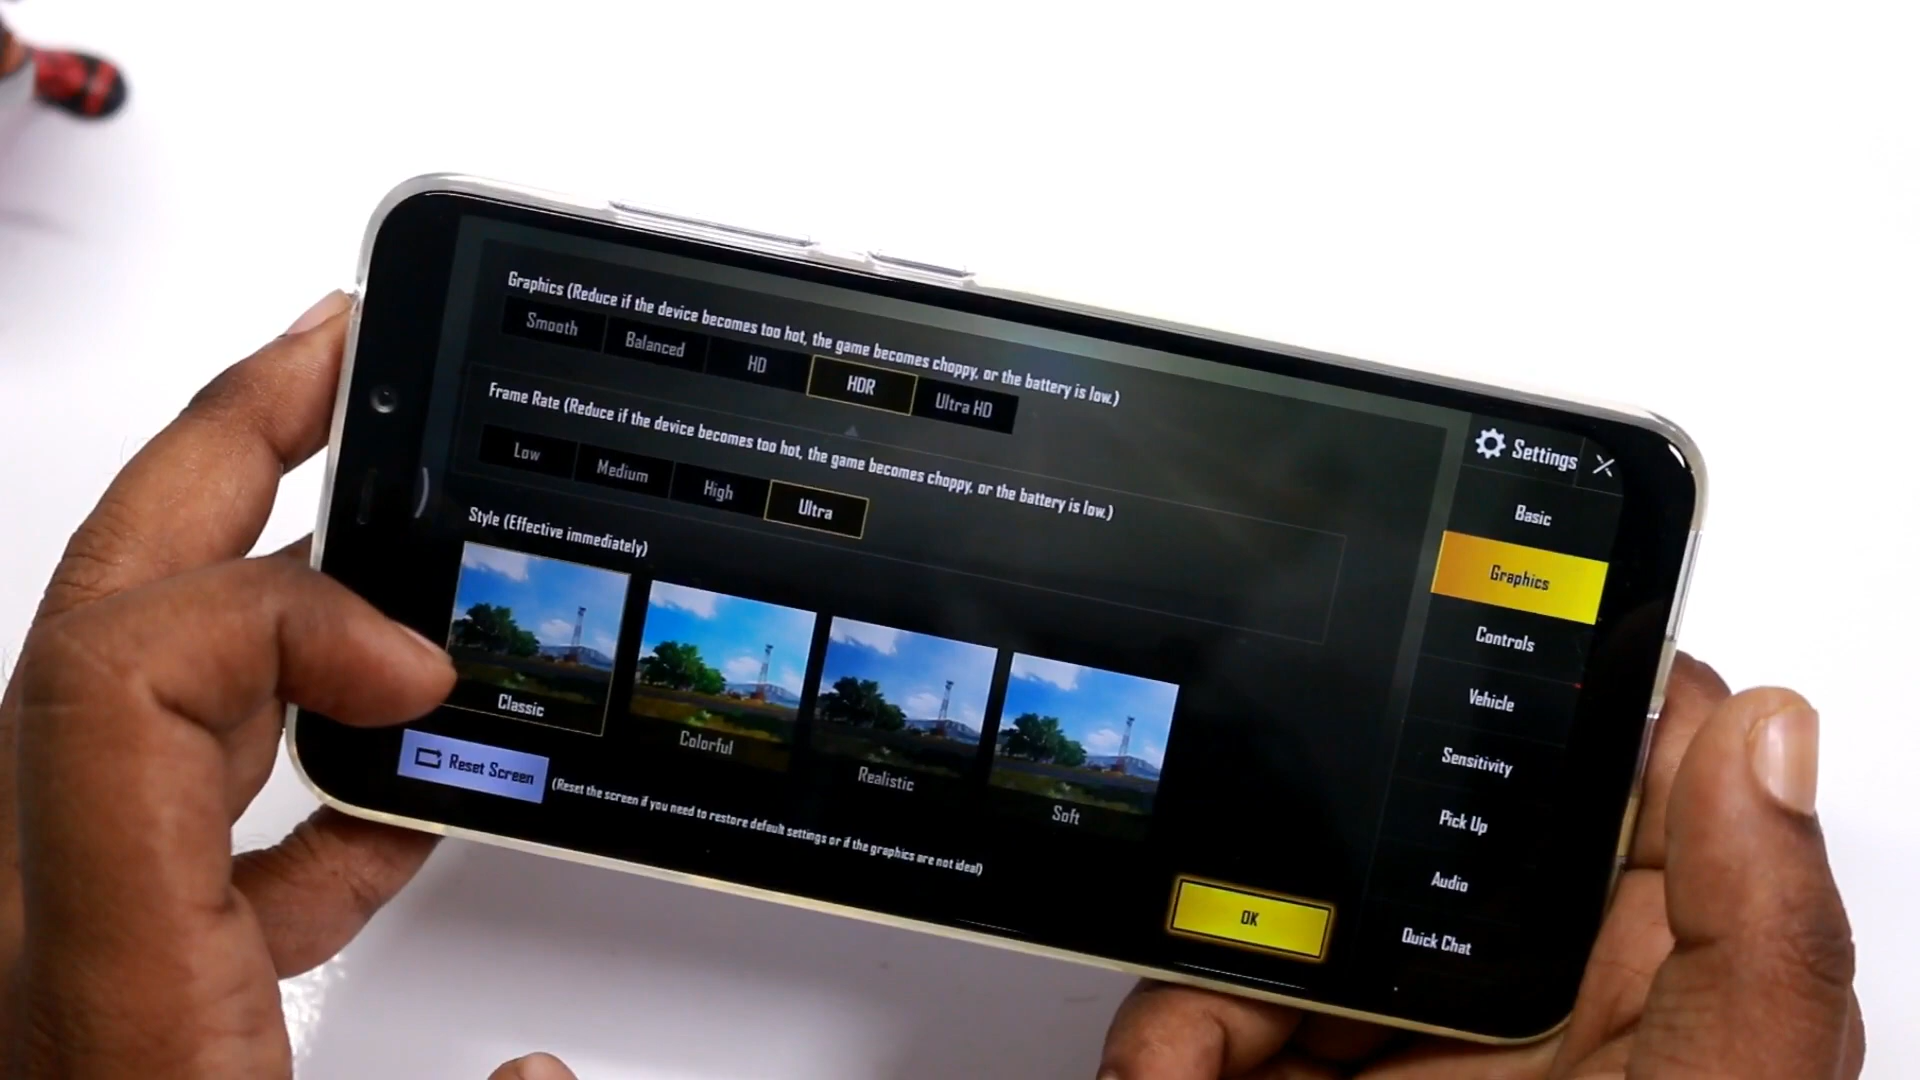 Graphics (Reduce if the device becomes too hot, the game becomes choppy, or the battery is low.)
Smooth Balanced HD HDR Ultra HD
Frame Rate (Reduce if the device becomes too hot, the game becomes choppy, or the battery is low.)
Low Medium High Ultra
Style (Effective immediately)
Classic Colorful Realistic Soft
Reset Screen (Reset the screen if you need to restore default settings or if the graphics are not ideal)
OK
Settings
Basic
Graphics
Controls
Vehicle
Sensitivity
Pick Up
Audio
Quick Chat